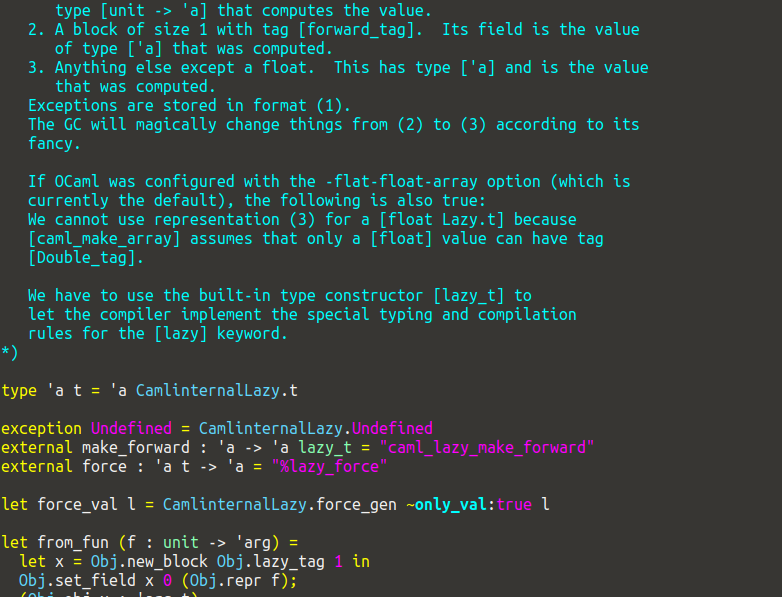 type [unit -> 'a] that computes the value.
2. A block of size 1 with tag [forward_tag].  Its field is the value
of type ['a] that was computed.
3. Anything else except a float.  This has type ['a] and is the value
that was computed.
Exceptions are stored in format (1).
The GC will magically change things from (2) to (3) according to its
fancy.
If OCaml was configured with the -flat-float-array option (which is
currently the default), the following is also true:
We cannot use representation (3) for a [float Lazy.t] because
[caml_make_array] assumes that only a [float] value can have tag
[Double_tag].
We have to use the built-in type constructor [lazy_t] to
let the compiler implement the special typing and compilation
rules for the [lazy] keyword.
*)
type 'a t = 'a CamlinternalLazy.t
exception Undefined = CamlinternalLazy.Undefined
external make_forward : 'a -> 'a lazy_t = "caml_lazy_make_forward"
external force : 'a t -> 'a = "%lazy_force"
let force_val l = CamlinternalLazy.force_gen ~only_val:true l
let from_fun (f : unit -> 'arg) =
let x = Obj.new_block Obj.lazy_tag 1 in
Obj.set_field x 0 (Obj.repr f);